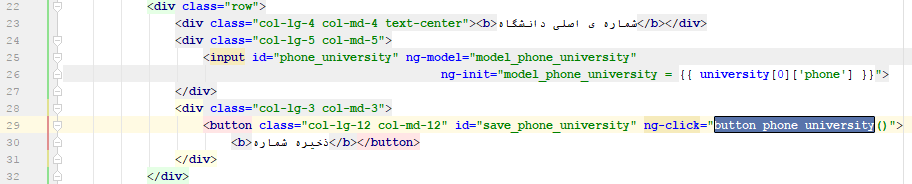 22 <div class="row">
23 <div class="col-lg-4 col-md-4 text-center"><b>شماره ی اصلی دانشگاه</b></div>
24 <div class="col-lg-5 col-md-5">
25 <input id="phone_university" ng-model="model_phone_university"
26 ng-init="model_phone_university = {{ university[0]['phone'] }}">
27 </div>
28 <div class="col-lg-3 col-md-3">
29 <button class="col-lg-12 col-md-12" id="save_phone_university" ng-click="button_phone_university()">
30 <b>ذخیره شماره</b></button>
31 </div>
32 </div>